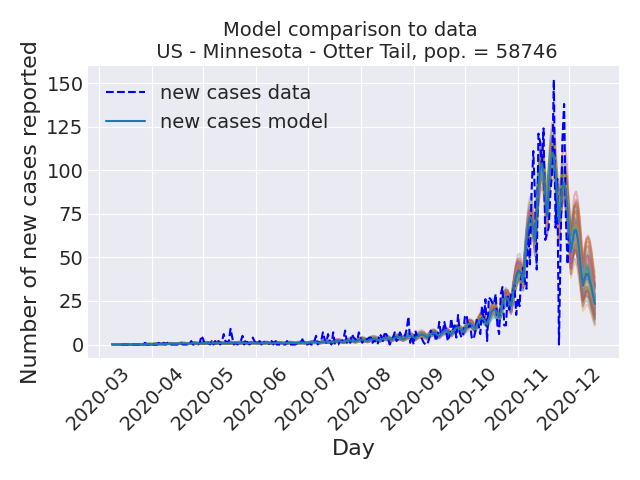 Model comparison to data
US - Minnesota - Otter Tail, pop. = 58746
Number of new cases reported
150
125
100
75
50
25
0
new cases data
new cases model
2020-03
2020-04
2020-05
2020-06
2020-07
2020-08
2020-09
2020-10
2020-11
2020-12
Day